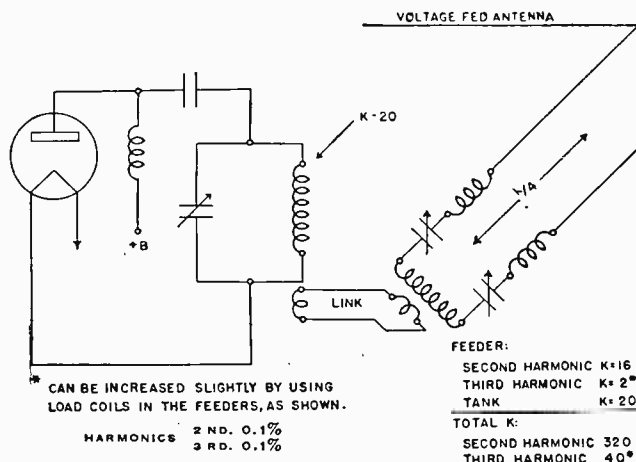 VOLTAGE FED ANTENNA
K-20
λ/4
+B
LINK
* CAN BE INCREASED SLIGHTLY BY USING
LOAD COILS IN THE FEEDERS, AS SHOWN.
HARMONICS 2 ND. 0.1%
3 RD. 0.1%
FEEDER:
SECOND HARMONIC K=16
THIRD HARMONIC K=2*
TANK K=20
TOTAL K:
SECOND HARMONIC 320
THIRD HARMONIC 40*